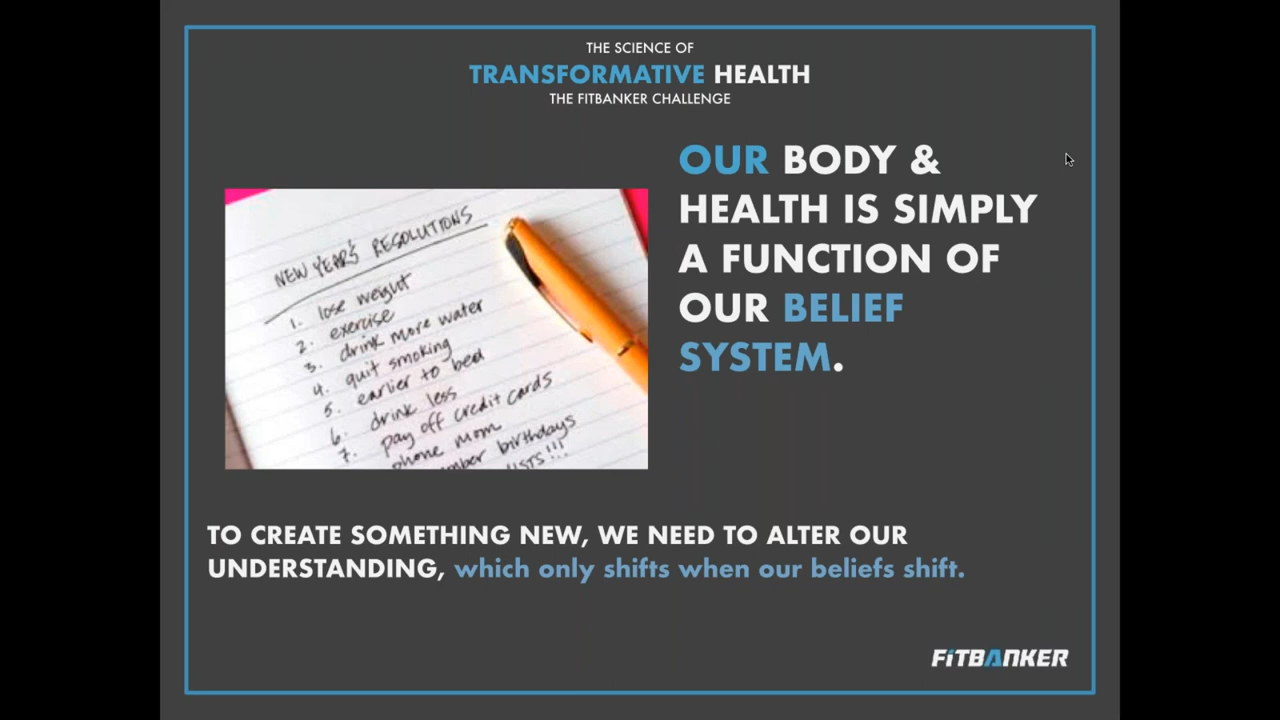 THE SCIENCE OF
TRANSFORMATIVE HEALTH
THE FITBANKER CHALLENGE
OUR BODY &
HEALTH IS SIMPLY
A FUNCTION OF
OUR BELIEF
SYSTEM.
NEW YEAR'S RESOLUTIONS
1. lose weight
2. exercise
3. drink more water
4. quit smoking
5. earlier to bed
6. drink less
7. pay off credit cards
phone mom
birthdays
TO CREATE SOMETHING NEW, WE NEED TO ALTER OUR
UNDERSTANDING, which only shifts when our beliefs shift.
FiTBANKER